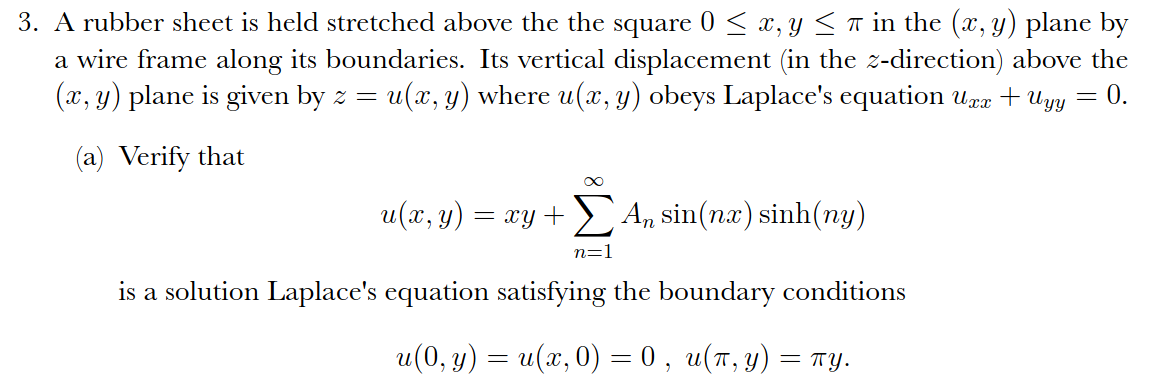 3. A rubber sheet is held stretched above the the square 0 ≤ x, y ≤ π in the (x, y) plane by
a wire frame along its boundaries. Its vertical displacement (in the z-direction) above the
(x, y) plane is given by z = u(x, y) where u(x, y) obeys Laplace's equation uₓₓ + u_yy = 0.
(a) Verify that
u(x, y) = xy + ∑_{n=1}^{∞} Aₙ sin(nx) sinh(ny)
is a solution Laplace's equation satisfying the boundary conditions
u(0, y) = u(x, 0) = 0 , u(π, y) = πy.